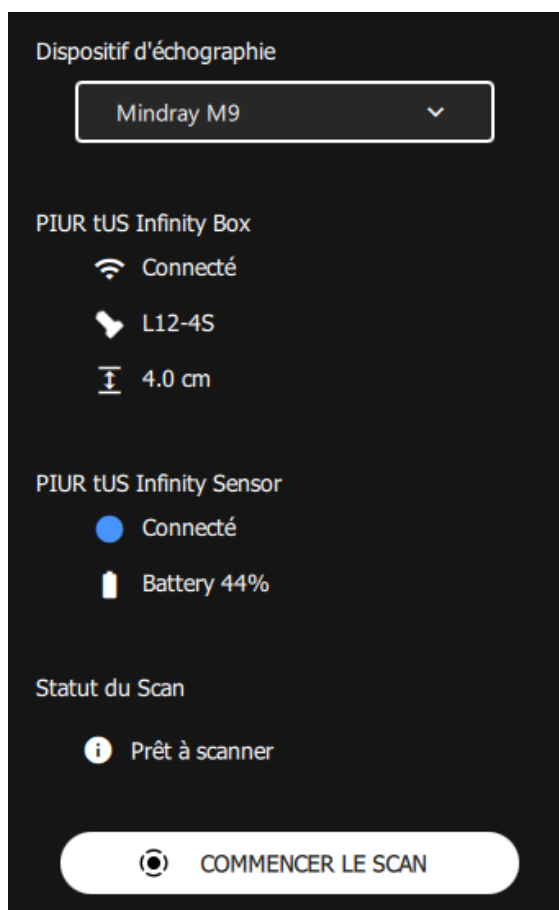 Dispositif d'échographie
Mindray M9
PIUR tUS Infinity Box
Connecté
L12-4S
4.0 cm
PIUR tUS Infinity Sensor
Connecté
Battery 44%
Statut du Scan
Prêt à scanner
COMMENCER LE SCAN